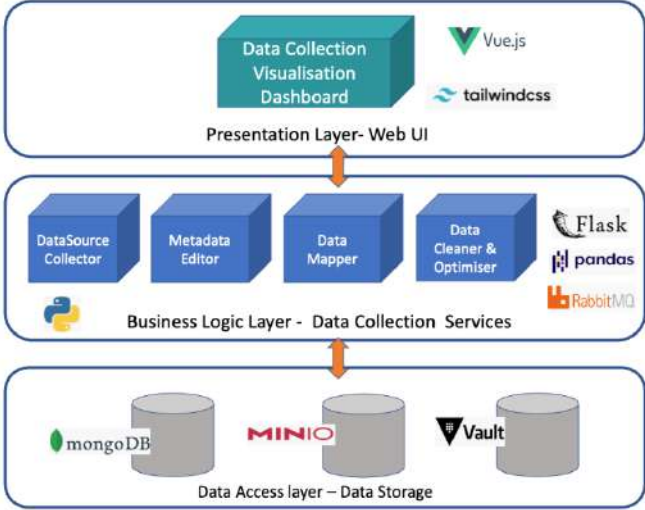 Data Collection
Visualisation
Dashboard
Vue.js
tailwindcss
Presentation Layer- Web UI
DataSource
Collector
Metadata
Editor
Data
Mapper
Data
Cleaner &
Optimiser
Flask
pandas
RabbitMQ
Business Logic Layer - Data Collection Services
mongoDB
MINIO
Vault
Data Access layer – Data Storage